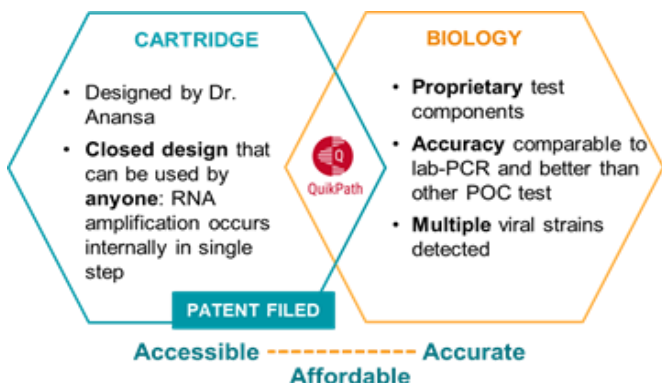 CARTRIDGE
• Designed by Dr.
Anansa
• Closed design that
can be used by
anyone: RNA
amplification occurs
internally in single
step
PATENT FILED
Q
QuikPath
BIOLOGY
• Proprietary test
components
• Accuracy comparable to
lab-PCR and better than
other POC test
• Multiple viral strains
detected
Accessible
Accurate
Affordable